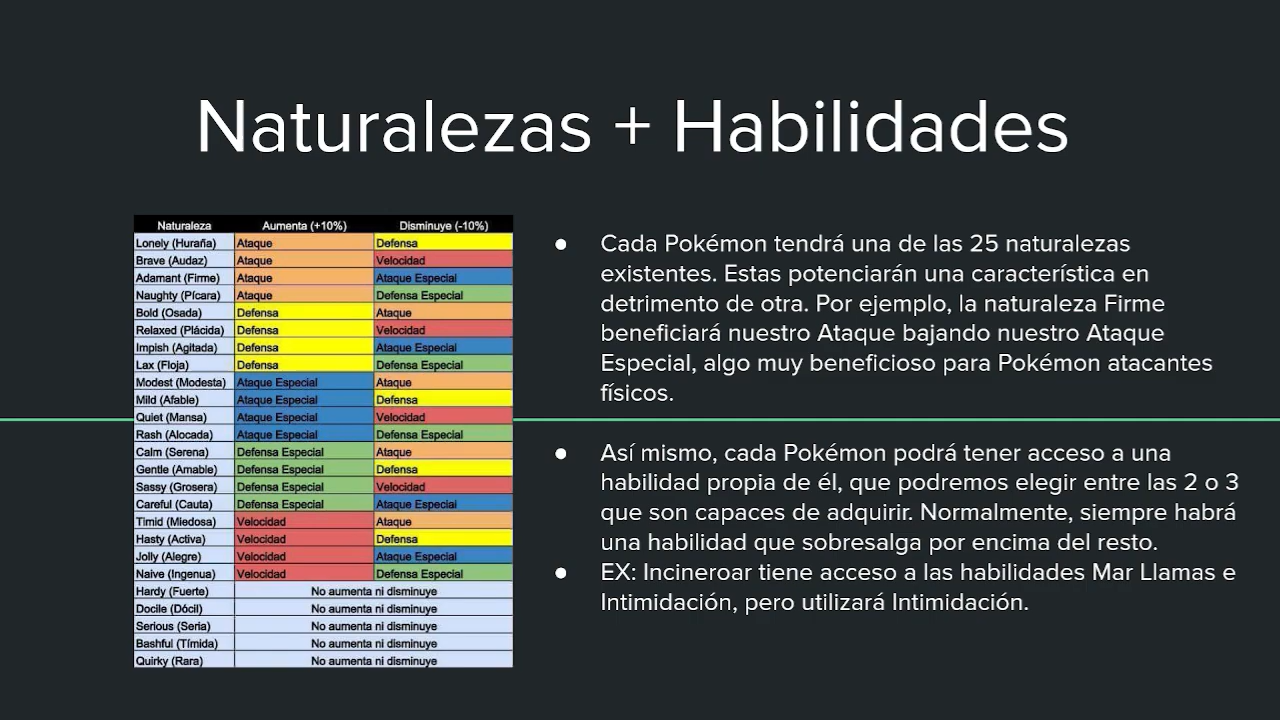 Naturalezas + Habilidades
Naturaleza Aumenta (+10%) Disminuye (-10%)
Lonely (Huraña) Ataque Defensa
Brave (Audaz) Ataque Velocidad
Adamant (Firme) Ataque Ataque Especial
Naughty (Pícara) Ataque Defensa Especial
Bold (Osada) Defensa Ataque
Relaxed (Plácida) Defensa Velocidad
Impish (Agitada) Defensa Ataque Especial
Lax (Floja) Defensa Defensa Especial
Modest (Modesta) Ataque Especial Ataque
Mild (Afable) Ataque Especial Defensa
Quiet (Mansa) Ataque Especial Velocidad
Rash (Alocada) Ataque Especial Defensa Especial
Calm (Serena) Defensa Especial Ataque
Gentle (Amable) Defensa Especial Defensa
Sassy (Grosera) Defensa Especial Velocidad
Careful (Cauta) Defensa Especial Ataque Especial
Timid (Miedosa) Velocidad Ataque
Hasty (Activa) Velocidad Defensa
Jolly (Alegre) Velocidad Ataque Especial
Naive (Ingenua) Velocidad Defensa Especial
Hardy (Fuerte) No aumenta ni disminuye
Docile (Dócil) No aumenta ni disminuye
Serious (Seria) No aumenta ni disminuye
Bashful (Tímida) No aumenta ni disminuye
Quirky (Rara) No aumenta ni disminuye
● Cada Pokémon tendrá una de las 25 naturalezas
existentes. Estas potenciarán una característica en
detrimento de otra. Por ejemplo, la naturaleza Firme
beneficiará nuestro Ataque bajando nuestro Ataque
Especial, algo muy beneficioso para Pokémon atacantes
físicos.
● Así mismo, cada Pokémon podrá tener acceso a una
habilidad propia de él, que podremos elegir entre las 2 o 3
que son capaces de adquirir. Normalmente, siempre habrá
una habilidad que sobresalga por encima del resto.
● EX: Incineroar tiene acceso a las habilidades Mar Llamas e
Intimidación, pero utilizará Intimidación.